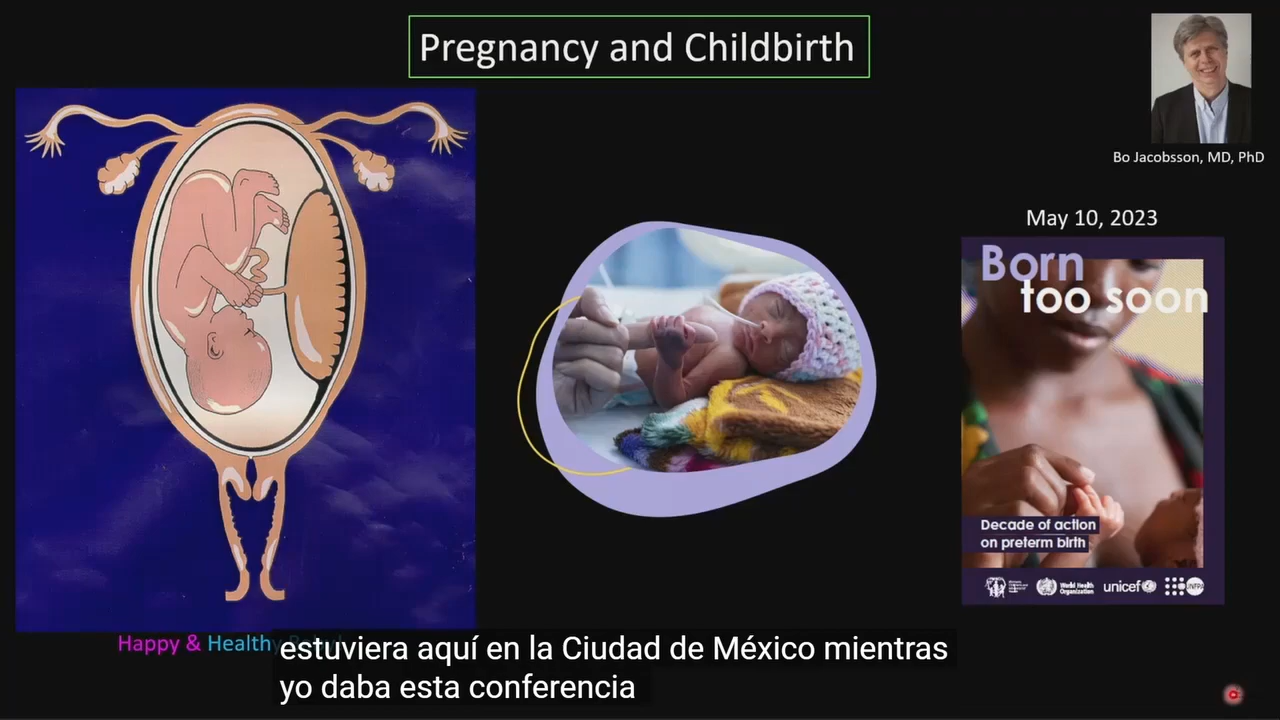 Pregnancy and Childbirth
Bo Jacobsson, MD, PhD
May 10, 2023
Born
too soon
Decade of action
on preterm birth
World Health
Organization
unicef
UNFPA
Happy & Healthy
estuviera aquí en la Ciudad de México mientras
yo daba esta conferencia